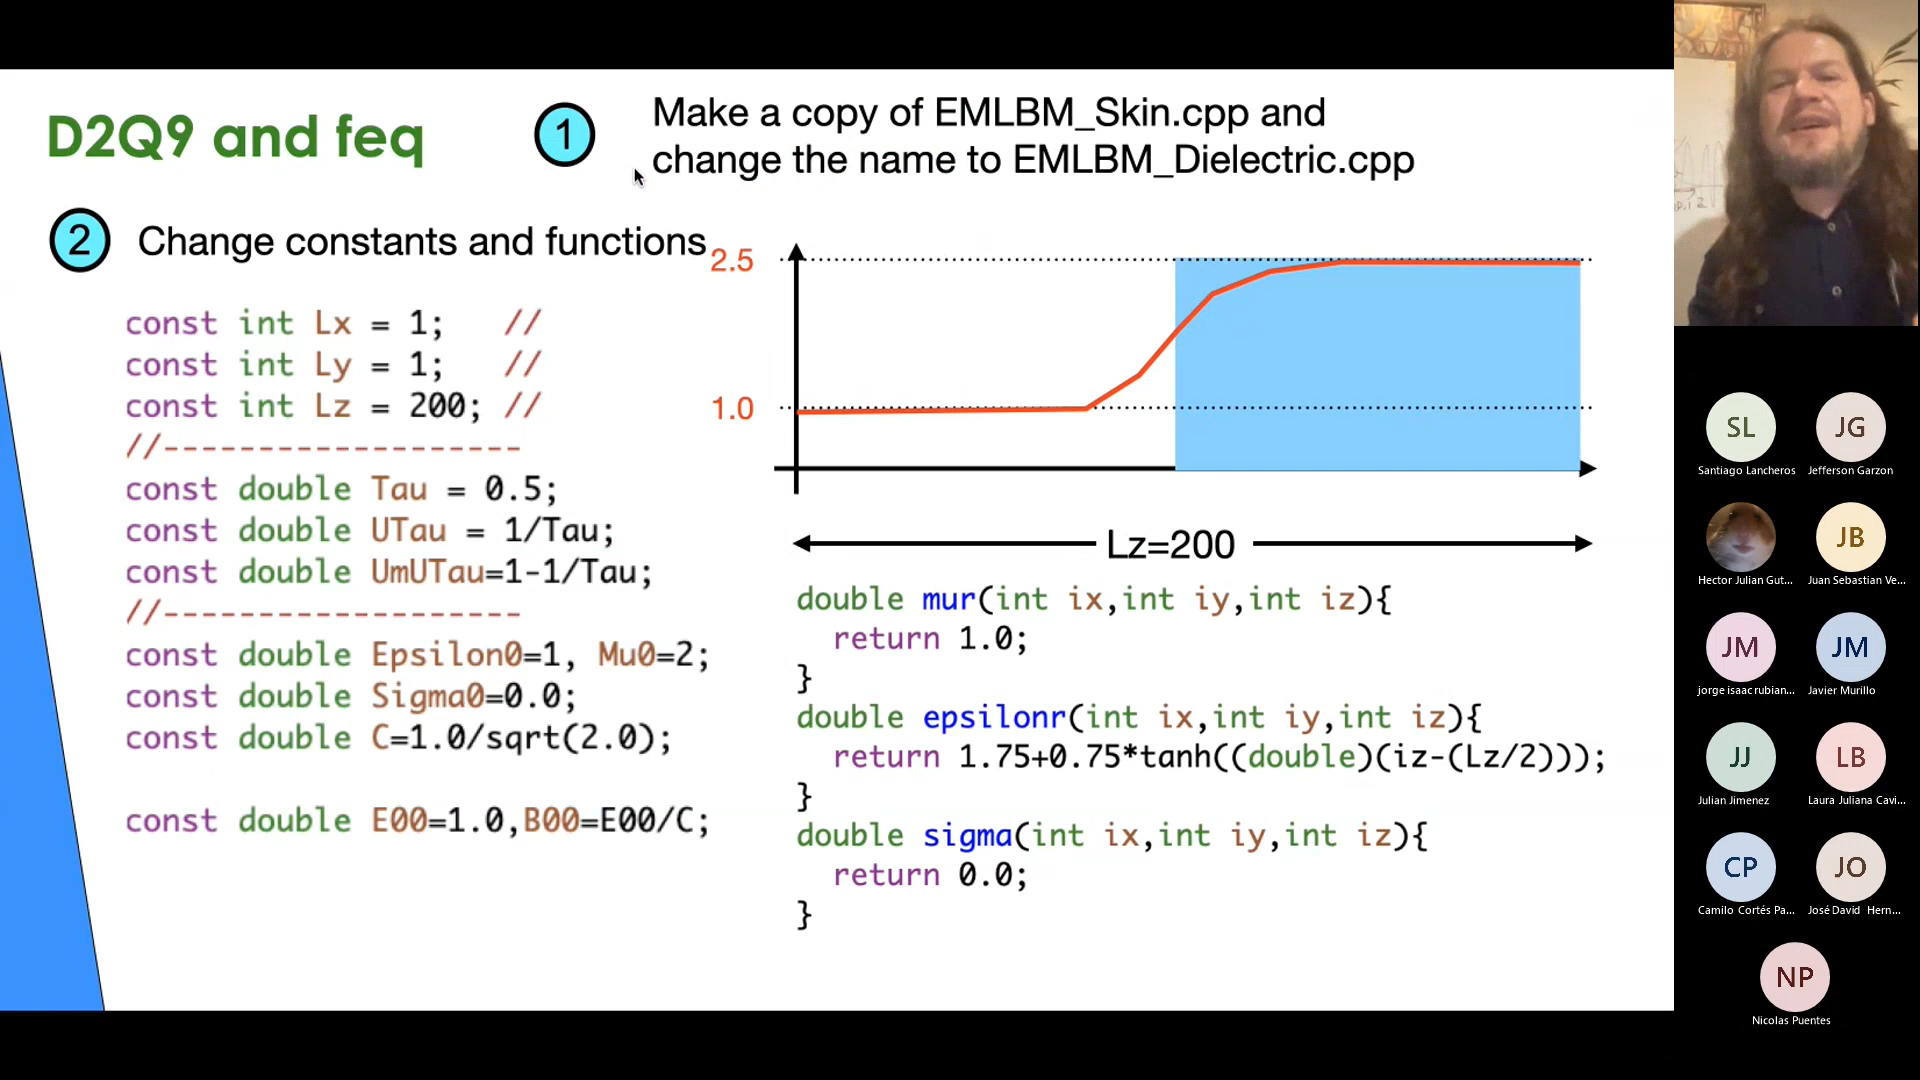 D2Q9 and feq
1
Make a copy of EMLBM_Skin.cpp and
change the name to EMLBM_Dielectric.cpp
2
Change constants and functions
const int Lx = 1; //
const int Ly = 1; //
const int Lz = 200; //
//-------------------
const double Tau = 0.5;
const double UTau = 1/Tau;
const double UmUTau=1-1/Tau;
//-------------------
const double Epsilon0=1, Mu0=2;
const double Sigma0=0.0;
const double C=1.0/sqrt(2.0);
const double E00=1.0,B00=E00/C;
2.5
1.0
Lz=200
double mur(int ix,int iy,int iz){
return 1.0;
}
double epsilonr(int ix,int iy,int iz){
return 1.75+0.75*tanh((double)(iz-(Lz/2)));
}
double sigma(int ix,int iy,int iz){
return 0.0;
}
SL
Santiago Lancheros
JG
Jefferson Garzon
Hector Julian Gut...
JB
Juan Sebastian Ve...
JM
jorge isaac rubian...
JM
Javier Murillo
JJ
Julian Jimenez
LB
Laura Juliana Cavi...
CP
Camilo Cortés Pa...
JO
José David Hern...
NP
Nicolas Puentes